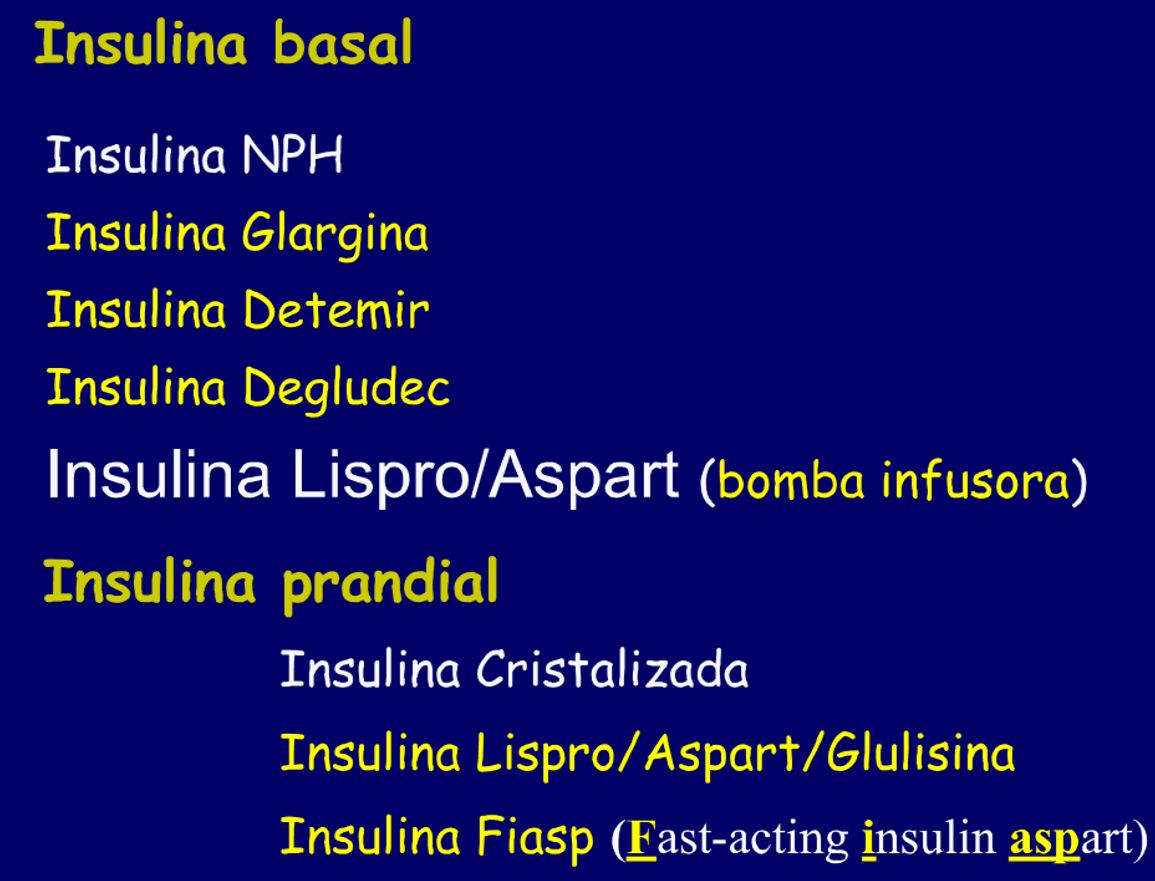 Insulina basal
Insulina NPH
Insulina Glargina
Insulina Detemir
Insulina Degludec
Insulina Lispro/Aspart (bomba infusora)
Insulina prandial
Insulina Cristalizada
Insulina Lispro/Aspart/Glulisina
Insulina Fiasp (Fast-acting insulin aspart)